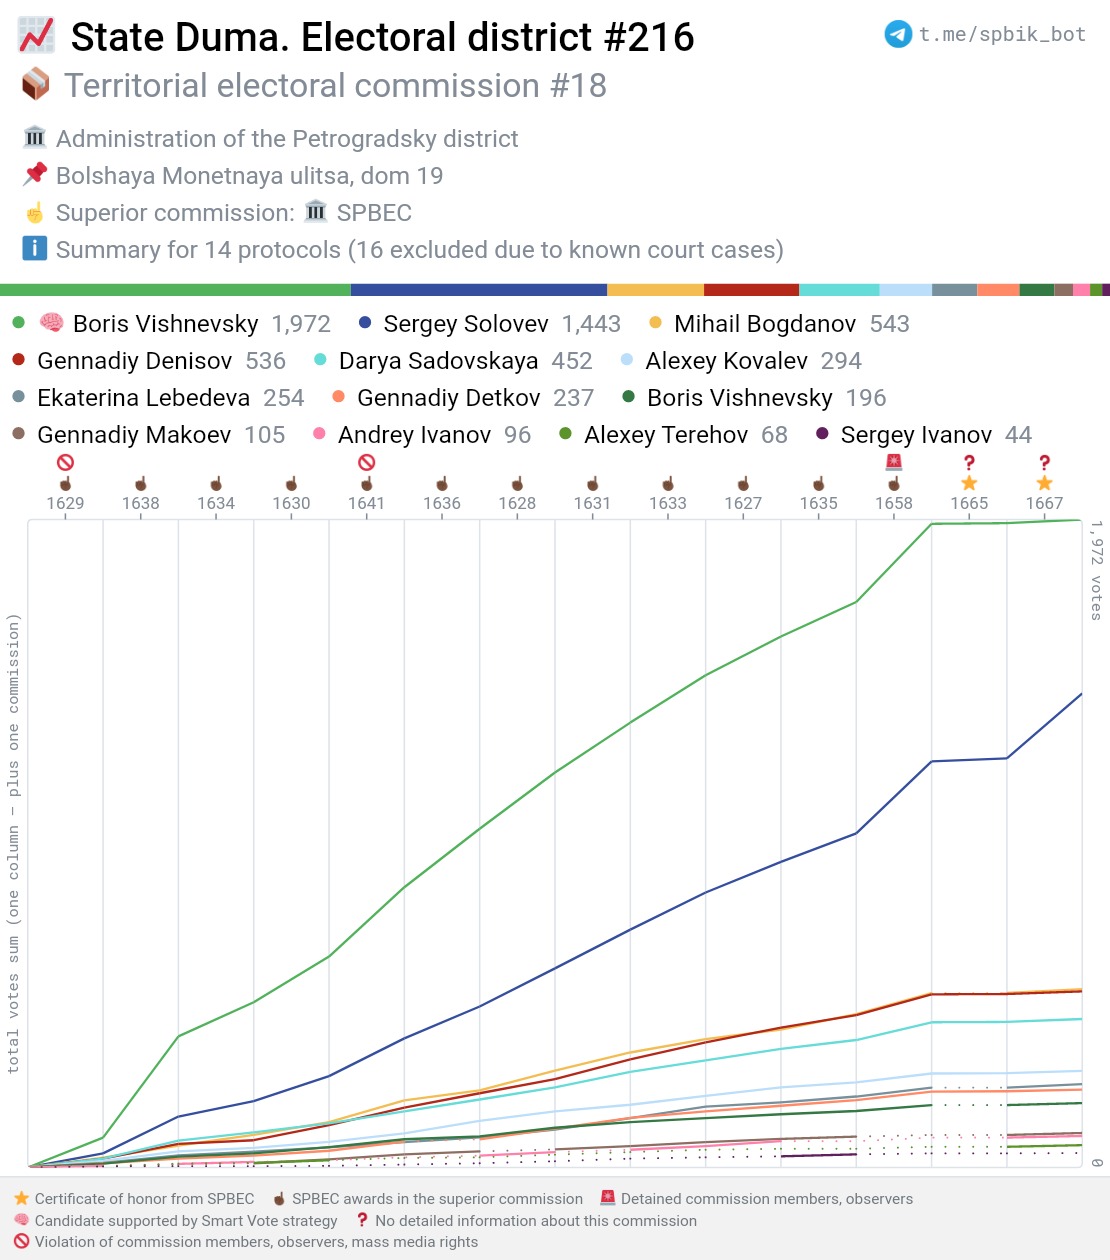 State Duma. Electoral district #216
t.me/spbik_bot
Territorial electoral commission #18
Administration of the Petrogradsky district
Bolshaya Monetnaya ulitsa, dom 19
Superior commission: SPBEC
Summary for 14 protocols (16 excluded due to known court cases)
Boris Vishnevsky 1,972 Sergey Solovev 1,443 Mihail Bogdanov 543
Gennadiy Denisov 536 Darya Sadovskaya 452 Alexey Kovalev 294
Ekaterina Lebedeva 254 Gennadiy Detkov 237 Boris Vishnevsky 196
Gennadiy Makoev 105 Andrey Ivanov 96 Alexey Terehov 68 Sergey Ivanov 44
1629 1638 1634 1630 1641 1636 1628 1631 1633 1627 1635 1658 1665 1667
total votes sum (one column — plus one commission)
1,972 votes
0
Certificate of honor from SPBEC SPBEC awards in the superior commission Detained commission members, observers
Candidate supported by Smart Vote strategy No detailed information about this commission
Violation of commission members, observers, mass media rights